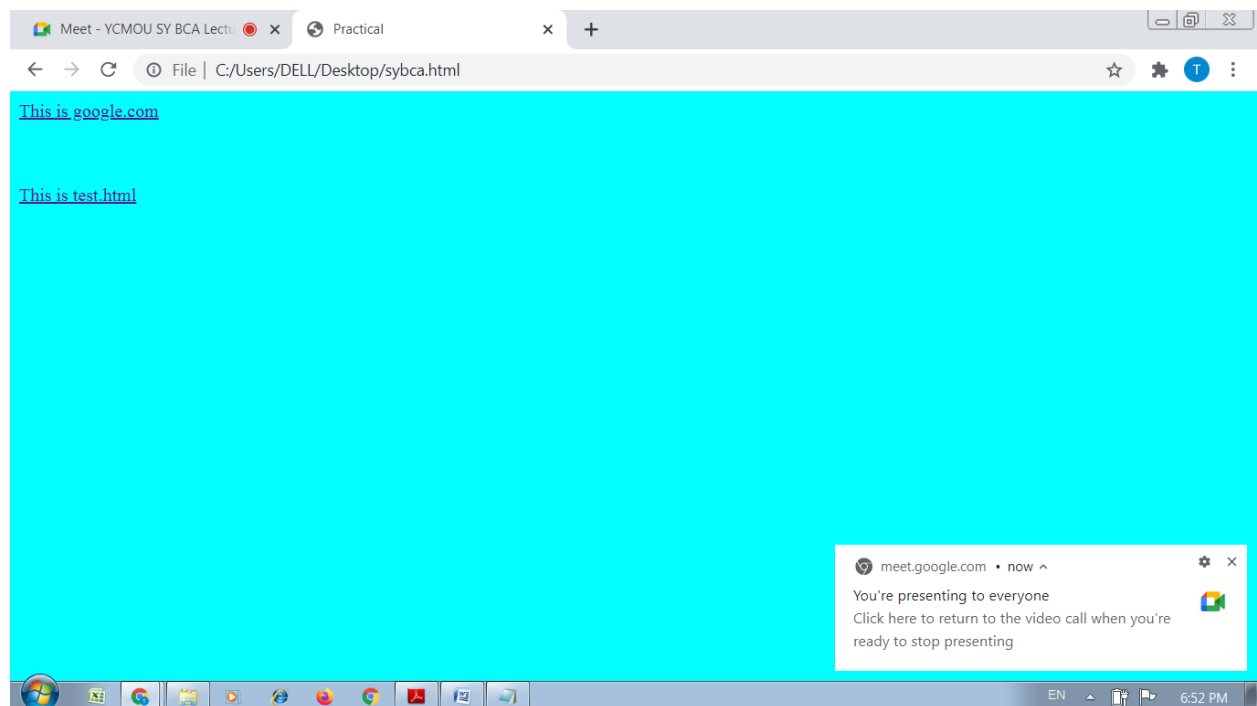 Meet - YCMOU SY BCA Lectu
Practical
File | C:/Users/DELL/Desktop/sybca.html
T
This is google.com
This is test.html
meet.google.com • now
You're presenting to everyone
Click here to return to the video call when you're
ready to stop presenting
EN
6:52 PM